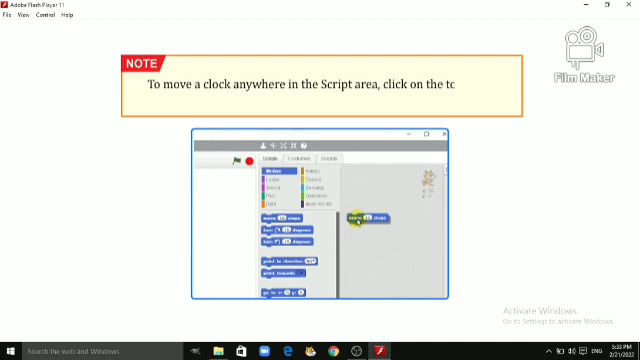 Adobe Flash Player 11
File View Control Help
NOTE
To move a clock anywhere in the Script area, click on the to
Film Maker
Scripts Costumes Sounds
Motion Events
Looks Control
Sound Sensing
Pen Operators
Data More Blocks
move 10 steps
move 10 steps
turn 15 degrees
turn 15 degrees
point in direction 90
point towards
go to x: 0 y: 0
Activate Windows
Go to Settings to activate Windows.
Search the web and Windows
ENG
5:33 PM
2/21/2022